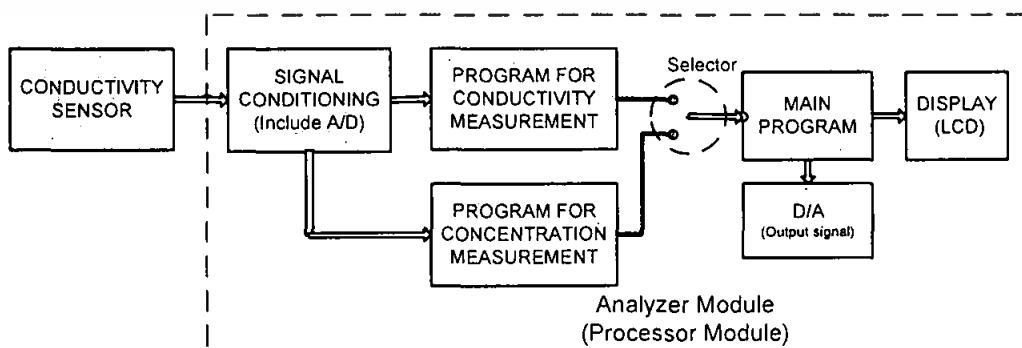 CONDUCTIVITY
SENSOR
SIGNAL
CONDITIONING
(Include A/D)
PROGRAM FOR
CONDUCTIVITY
MEASUREMENT
PROGRAM FOR
CONCENTRATION
MEASUREMENT
Selector
MAIN
PROGRAM
DISPLAY
(LCD)
D/A
(Output signal)
Analyzer Module
(Processor Module)